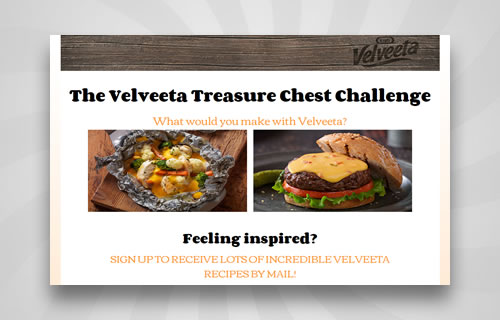 Velveeta
The Velveeta Treasure Chest Challenge
What would you make with Velveeta?
Feeling inspired?
SIGN UP TO RECEIVE LOTS OF INCREDIBLE VELVEETA
RECIPES BY MAIL!